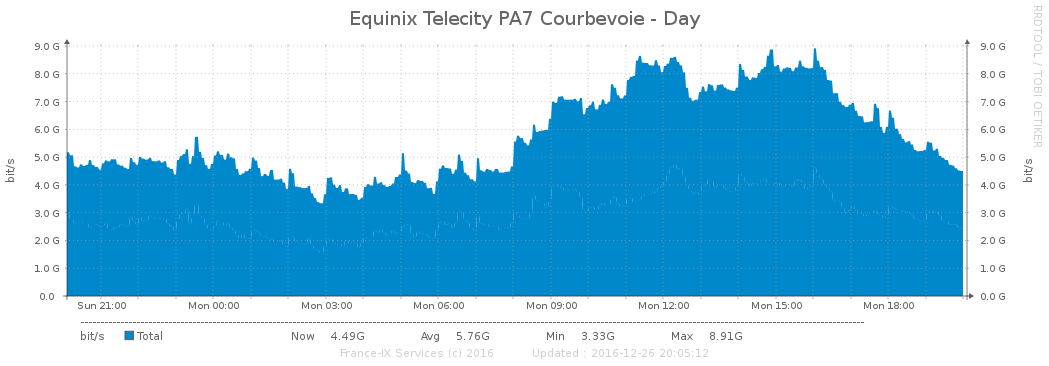 Equinix Telecity PA7 Courbevoie - Day
RRDTOOL / TOBI OETIKER
9.0 G 9.0 G
8.0 G 8.0 G
7.0 G 7.0 G
6.0 G 6.0 G
5.0 G 5.0 G
4.0 G 4.0 G
3.0 G 3.0 G
2.0 G 2.0 G
1.0 G 1.0 G
0.0 0.0 G
bit/s bit/s
Sun 21:00 Mon 00:00 Mon 03:00 Mon 06:00 Mon 09:00 Mon 12:00 Mon 15:00 Mon 18:00
bit/s Total Now 4.49G Avg 5.76G Min 3.33G Max 8.91G
France-IX Services (c) 2016 Updated : 2016-12-26 20:05:12